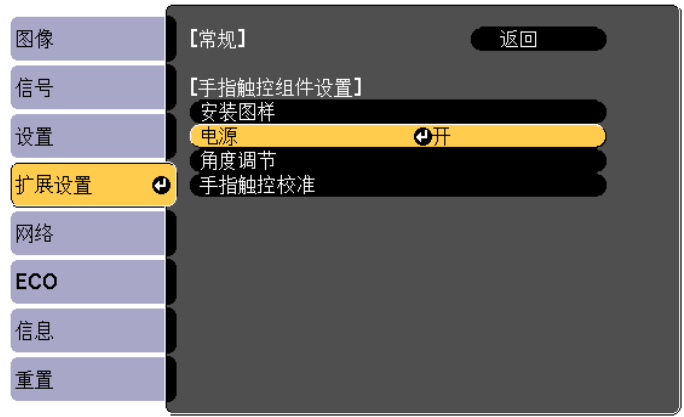 图像
信号
设置
扩展设置
网络
ECO
信息
重置
[常规]
返回
[手指触控组件设置]
安装图样
电源 开
角度调节
手指触控校准